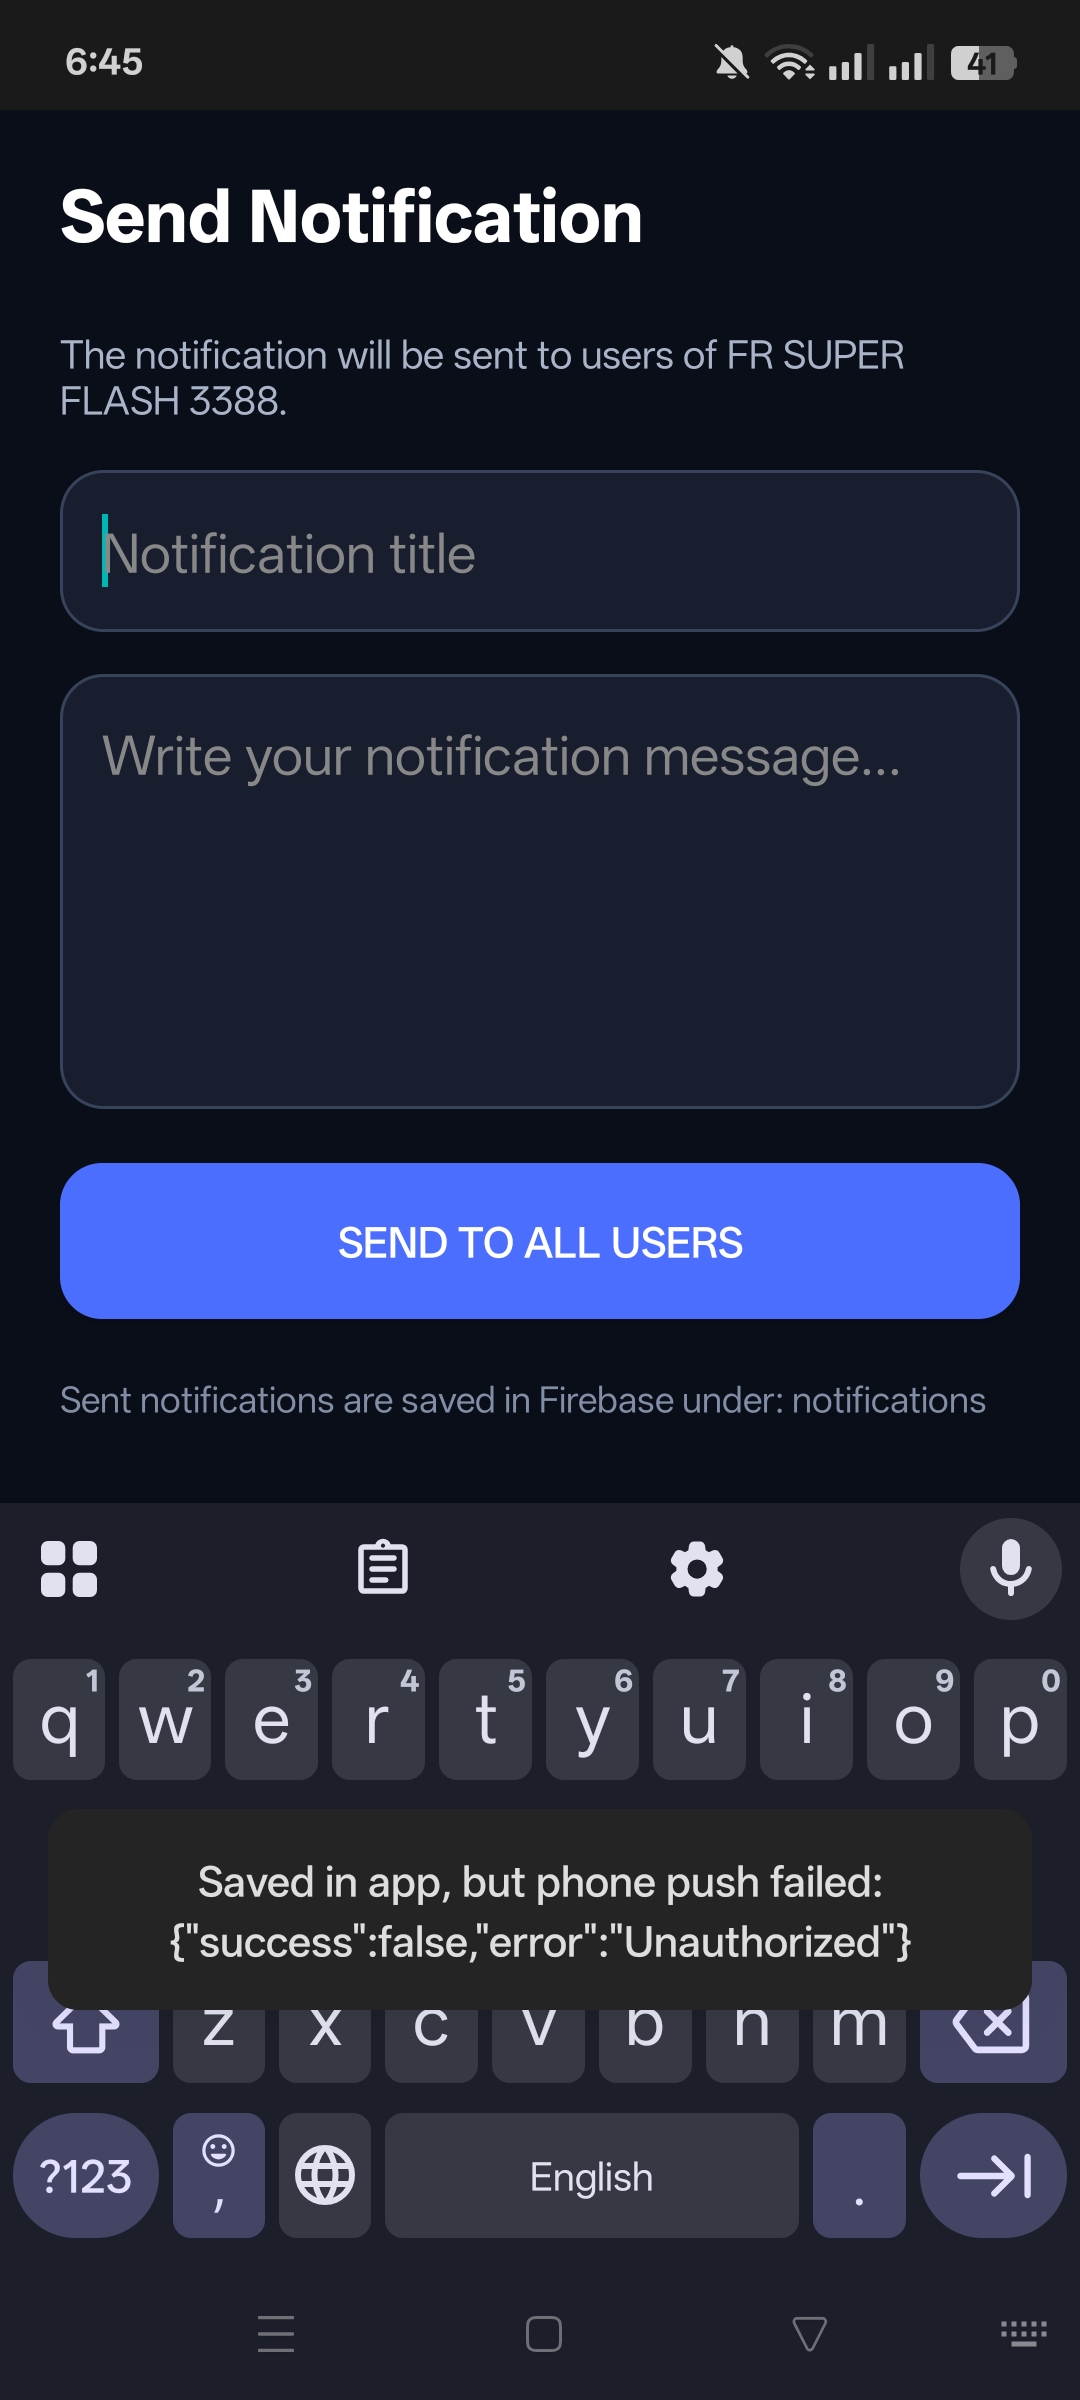 6:45
41
Send Notification
The notification will be sent to users of FR SUPER
FLASH 3388.
Notification title
Write your notification message...
SEND TO ALL USERS
Sent notifications are saved in Firebase under: notifications
1 2 3 4 5 6 7 8 9 0
q w e r t y u i o p
Saved in app, but phone push failed:
{"success":false,"error":"Unauthorized"}
z x c v b n m
?123 , English .